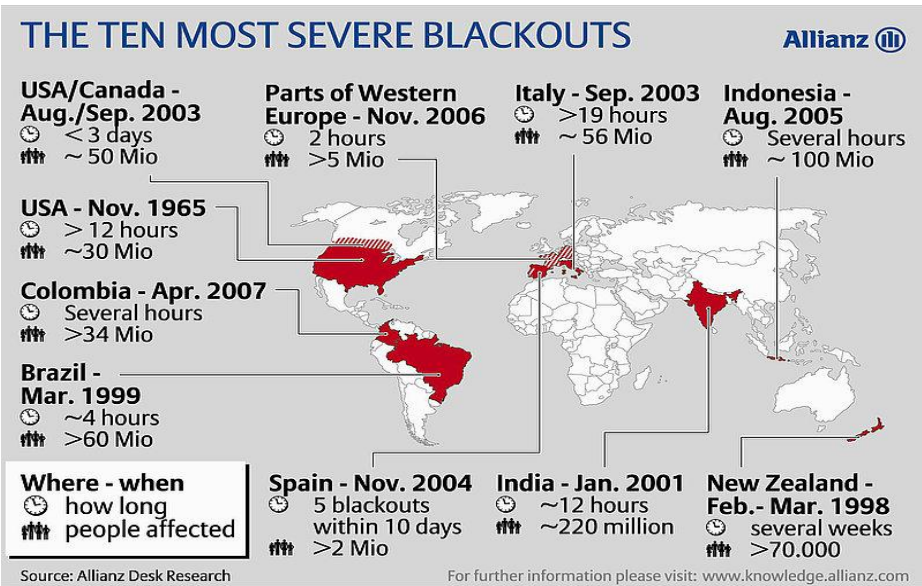 THE TEN MOST SEVERE BLACKOUTS
Allianz
USA/Canada -
Aug./Sep. 2003
< 3 days
~ 50 Mio
Parts of Western
Europe - Nov. 2006
2 hours
>5 Mio
Italy - Sep. 2003
>19 hours
~ 56 Mio
Indonesia -
Aug. 2005
Several hours
~ 100 Mio
USA - Nov. 1965
> 12 hours
~30 Mio
Colombia - Apr. 2007
Several hours
>34 Mio
Brazil -
Mar. 1999
~4 hours
>60 Mio
Where - when
how long
people affected
Spain - Nov. 2004
5 blackouts
within 10 days
>2 Mio
India - Jan. 2001
~12 hours
~220 million
New Zealand -
Feb.- Mar. 1998
several weeks
>70.000
Source: Allianz Desk Research
For further information please visit: www.knowledge.allianz.com